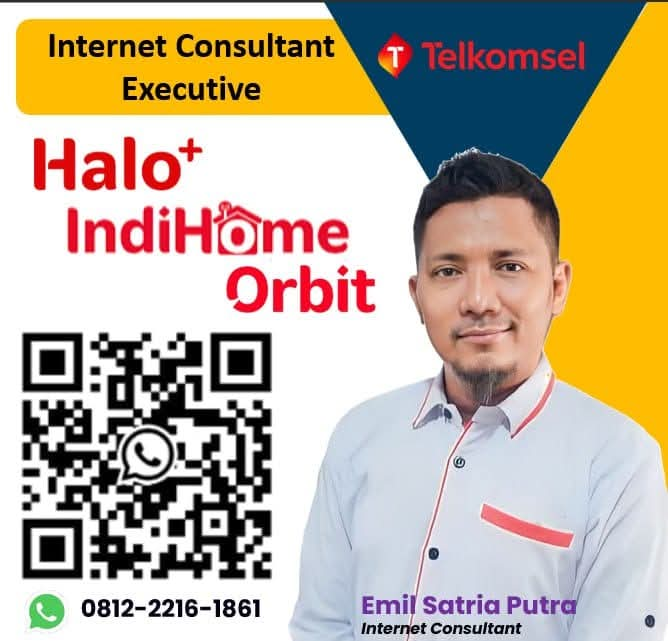 Internet Consultant
Executive
T Telkomsel
Halo+
IndiHome
Orbit
0812-2216-1861
Emil Satria Putra
Internet Consultant